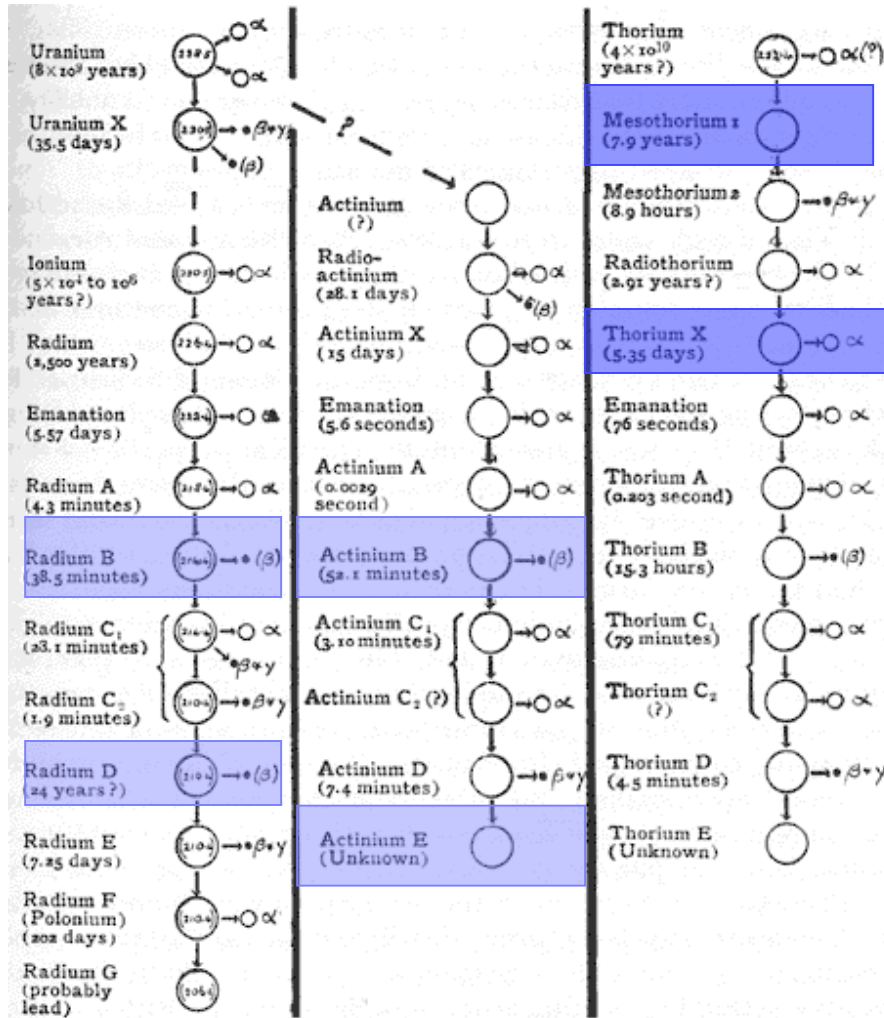 Uranium
(8×10⁹ years)
238.5
α
α
Uranium X
(35.5 days)
β+γ
(β)
Ionium
(5×10⁴ to 10⁶
years?)
α
Radium
(2,500 years)
α
Emanation
(5.57 days)
Radium A
(4.3 minutes)
α
Radium B
(38.5 minutes)
(β)
Radium C₁
(28.1 minutes)
α
β+γ
Radium C₂
(1.9 minutes)
β+γ
Radium D
(24 years?)
(β)
Radium E
(7.25 days)
β+γ
Radium F
(Polonium)
(202 days)
α
Radium G
(probably
lead)
?
Actinium
(?)
Radio-
actinium
(28.1 days)
α
(β)
Actinium X
(15 days)
α
Emanation
(5.6 seconds)
α
Actinium A
(0.0029
second)
α
Actinium B
(52.1 minutes)
(β)
Actinium C₁
(3.10 minutes)
α
Actinium C₂ (?)
α
Actinium D
(7.4 minutes)
β+γ
Actinium E
(Unknown)
Thorium
(4×10¹⁰
years?)
α(?)
Mesothorium 1
(7.9 years)
Mesothorium 2
(8.9 hours)
β+γ
Radiothorium
(2.91 years?)
α
Thorium X
(5.35 days)
α
Emanation
(76 seconds)
α
Thorium A
(0.203 second)
α
Thorium B
(15.3 hours)
(β)
Thorium C₁
(79 minutes)
α
Thorium C₂
(?)
α
Thorium D
(4.5 minutes)
β+γ
Thorium E
(Unknown)